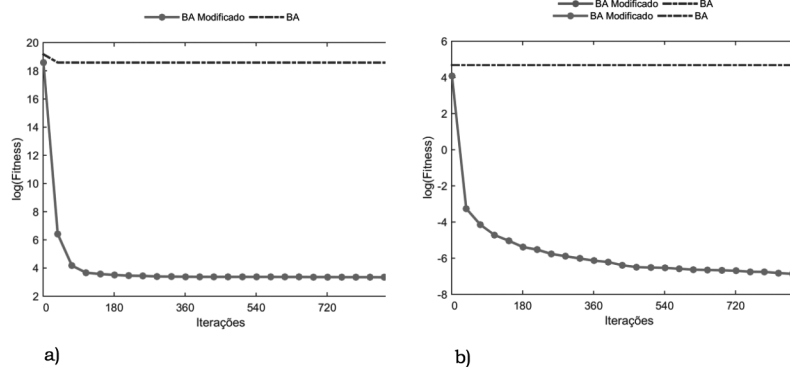 BA Modificado BA
20
18
16
14
12
10
8
6
4
2
log(Fitness)
0 180 360 540 720
Iterações
a)
BA Modificado BA
BA Modificado BA
6
4
2
0
-2
-4
-6
-8
log(Fitness)
0 180 360 540 720
Iterações
b)